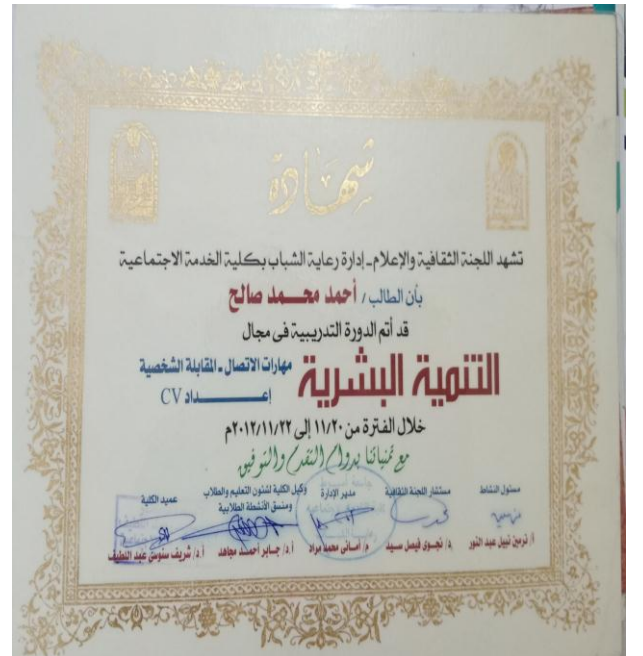 شهادة
تشهد اللجنة الثقافية والإعلام - إدارة رعاية الشباب بكلية الخدمة الاجتماعية
بأن الطالب / أحمد محمد صالح
قد أتم الدورة التدريبية فى مجال
التنمية البشرية
مهارات الاتصال - المقابلة الشخصية
إعداد CV
خلال الفترة من ١١/٢٠ إلى ٢٠١٢/١١/٢٢م
مع تمنياتنا بدوام التقدم والتوفيق
مسئول النشاط
أ/ نرمين نبيل عبد النور
مستشار اللجنة الثقافية
د/ نجوى فيصل سيد
مدير الإدارة
م/ أمانى محمد مراد
وكيل الكلية لشئون التعليم والطلاب
ومنسق الأنشطة الطلابية
أ.د/ جابر أحمد مجاهد
عميد الكلية
أ.د/ شريف سنوسى عبد اللطيف